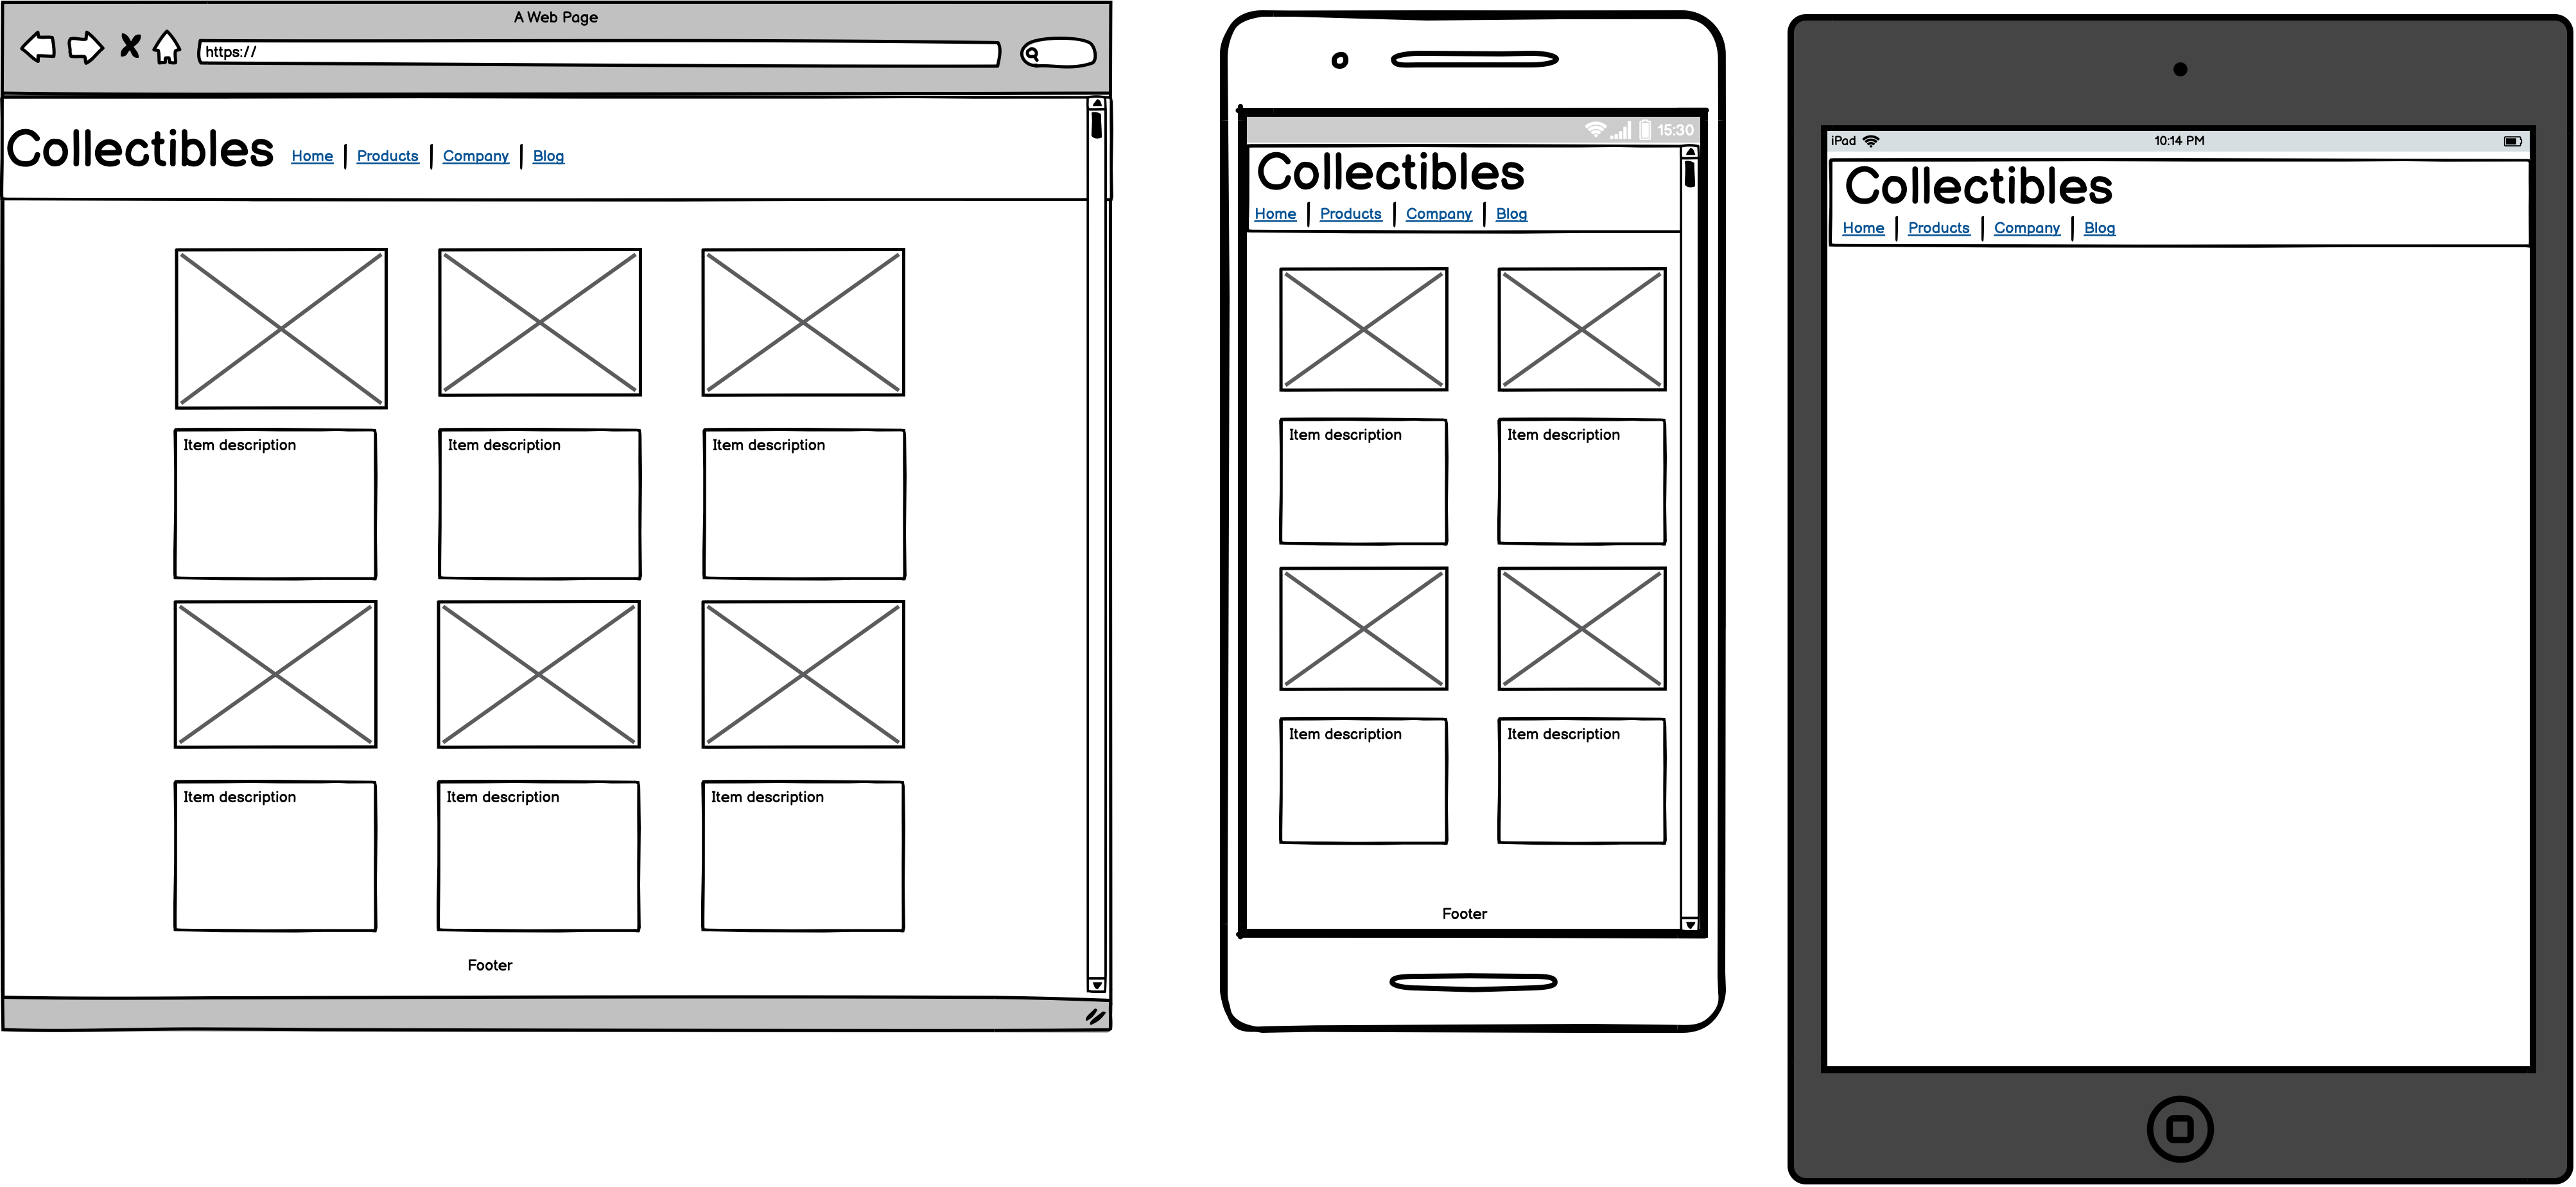 A Web Page
https://
Collectibles Home Products Company Blog
Item description Item description Item description
Item description Item description Item description
Footer
15:30
Collectibles
Home Products Company Blog
Item description Item description
Item description Item description
Footer
iPad 10:14 PM
Collectibles
Home Products Company Blog